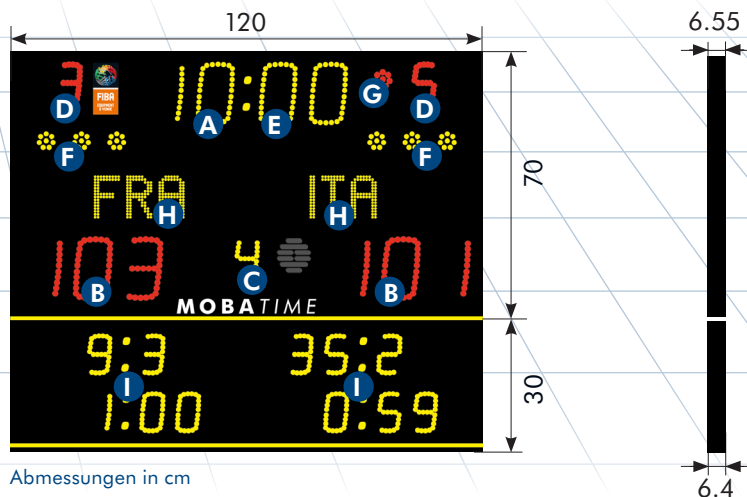 120
6.55
3
FIBA
10:00
G
5
D
A
E
D
F
F
70
FRA
ITA
H
H
103
4
101
B
C
B
MOBATIME
9:3
35:2
30
I
I
1:00
0:59
Abmessungen in cm
6.4